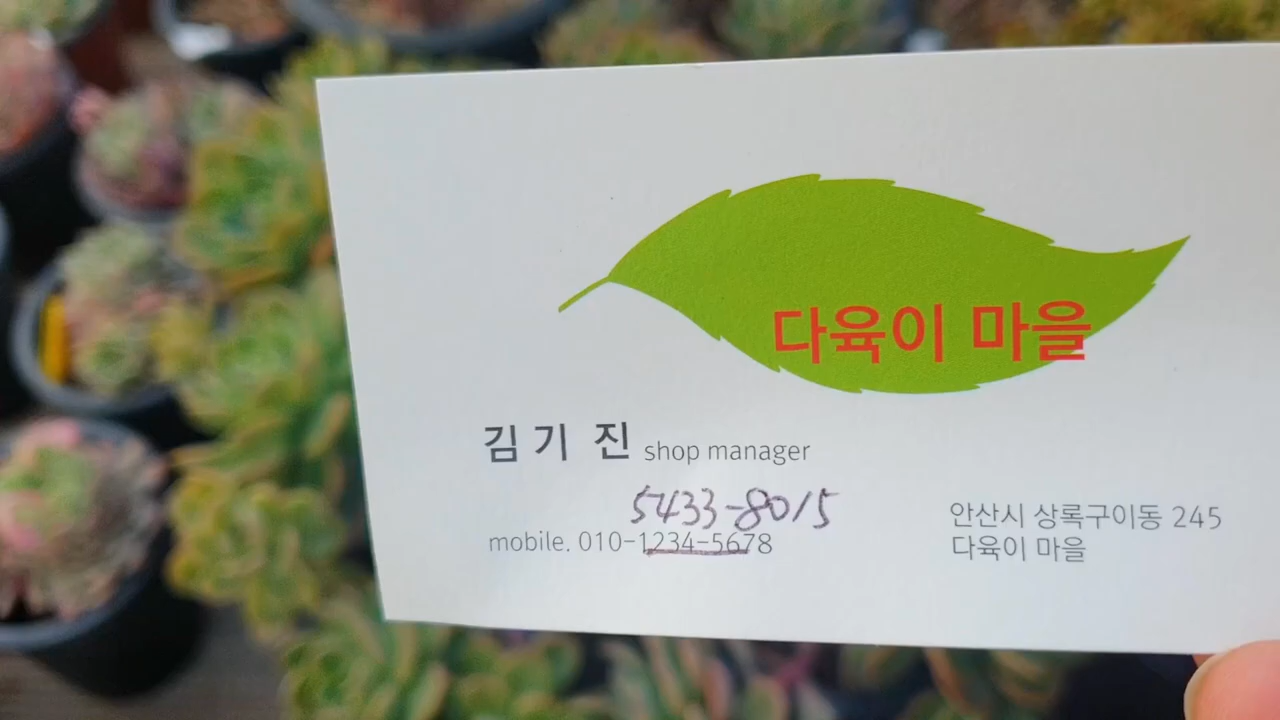 다육이 마을
김 기 진 shop manager
5433-8015
mobile. 010-1234-5678
안산시 상록구이동 245
다육이 마을